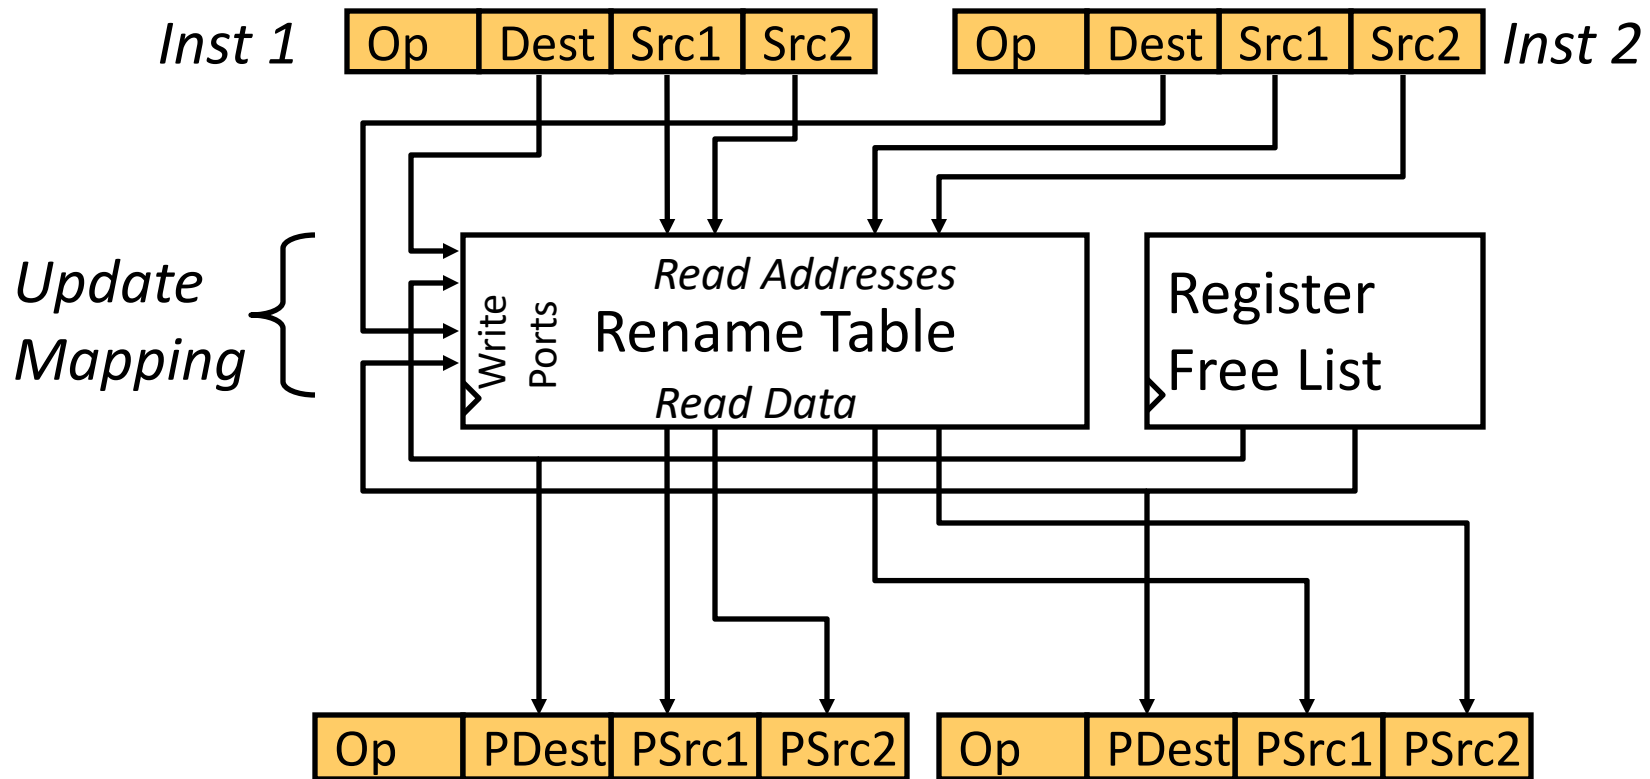 Inst 1 Op Dest Src1 Src2 Op Dest Src1 Src2 Inst 2
Update
Mapping
Write
Ports
Read Addresses
Rename Table
Read Data
Register
Free List
Op PDest PSrc1 PSrc2 Op PDest PSrc1 PSrc2